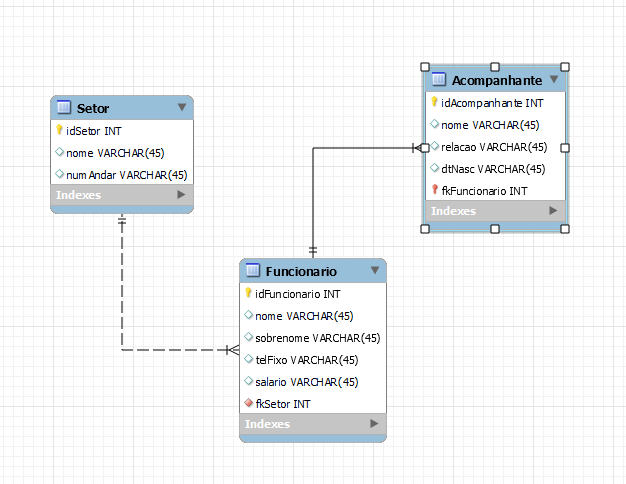 Setor
idSetor INT
nome VARCHAR(45)
numAndar VARCHAR(45)
Indexes
Acompanhante
idAcompanhante INT
nome VARCHAR(45)
relacao VARCHAR(45)
dtNasc VARCHAR(45)
fkFuncionario INT
Indexes
Funcionario
idFuncionario INT
nome VARCHAR(45)
sobrenome VARCHAR(45)
telFixo VARCHAR(45)
salario VARCHAR(45)
fkSetor INT
Indexes